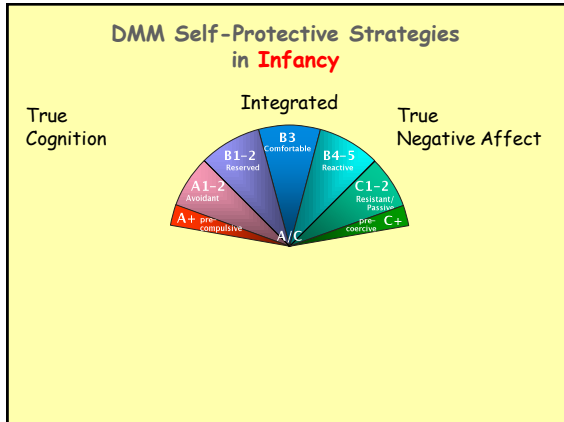 DMM Self-Protective Strategies
in Infancy
True
Cognition
Integrated
True
Negative Affect
B3
Comfortable
B1-2
Reserved
B4-5
Reactive
A1-2
Avoidant
C1-2
Resistant/
Passive
A+ pre-
compulsive
A/C
pre-
coercive
C+